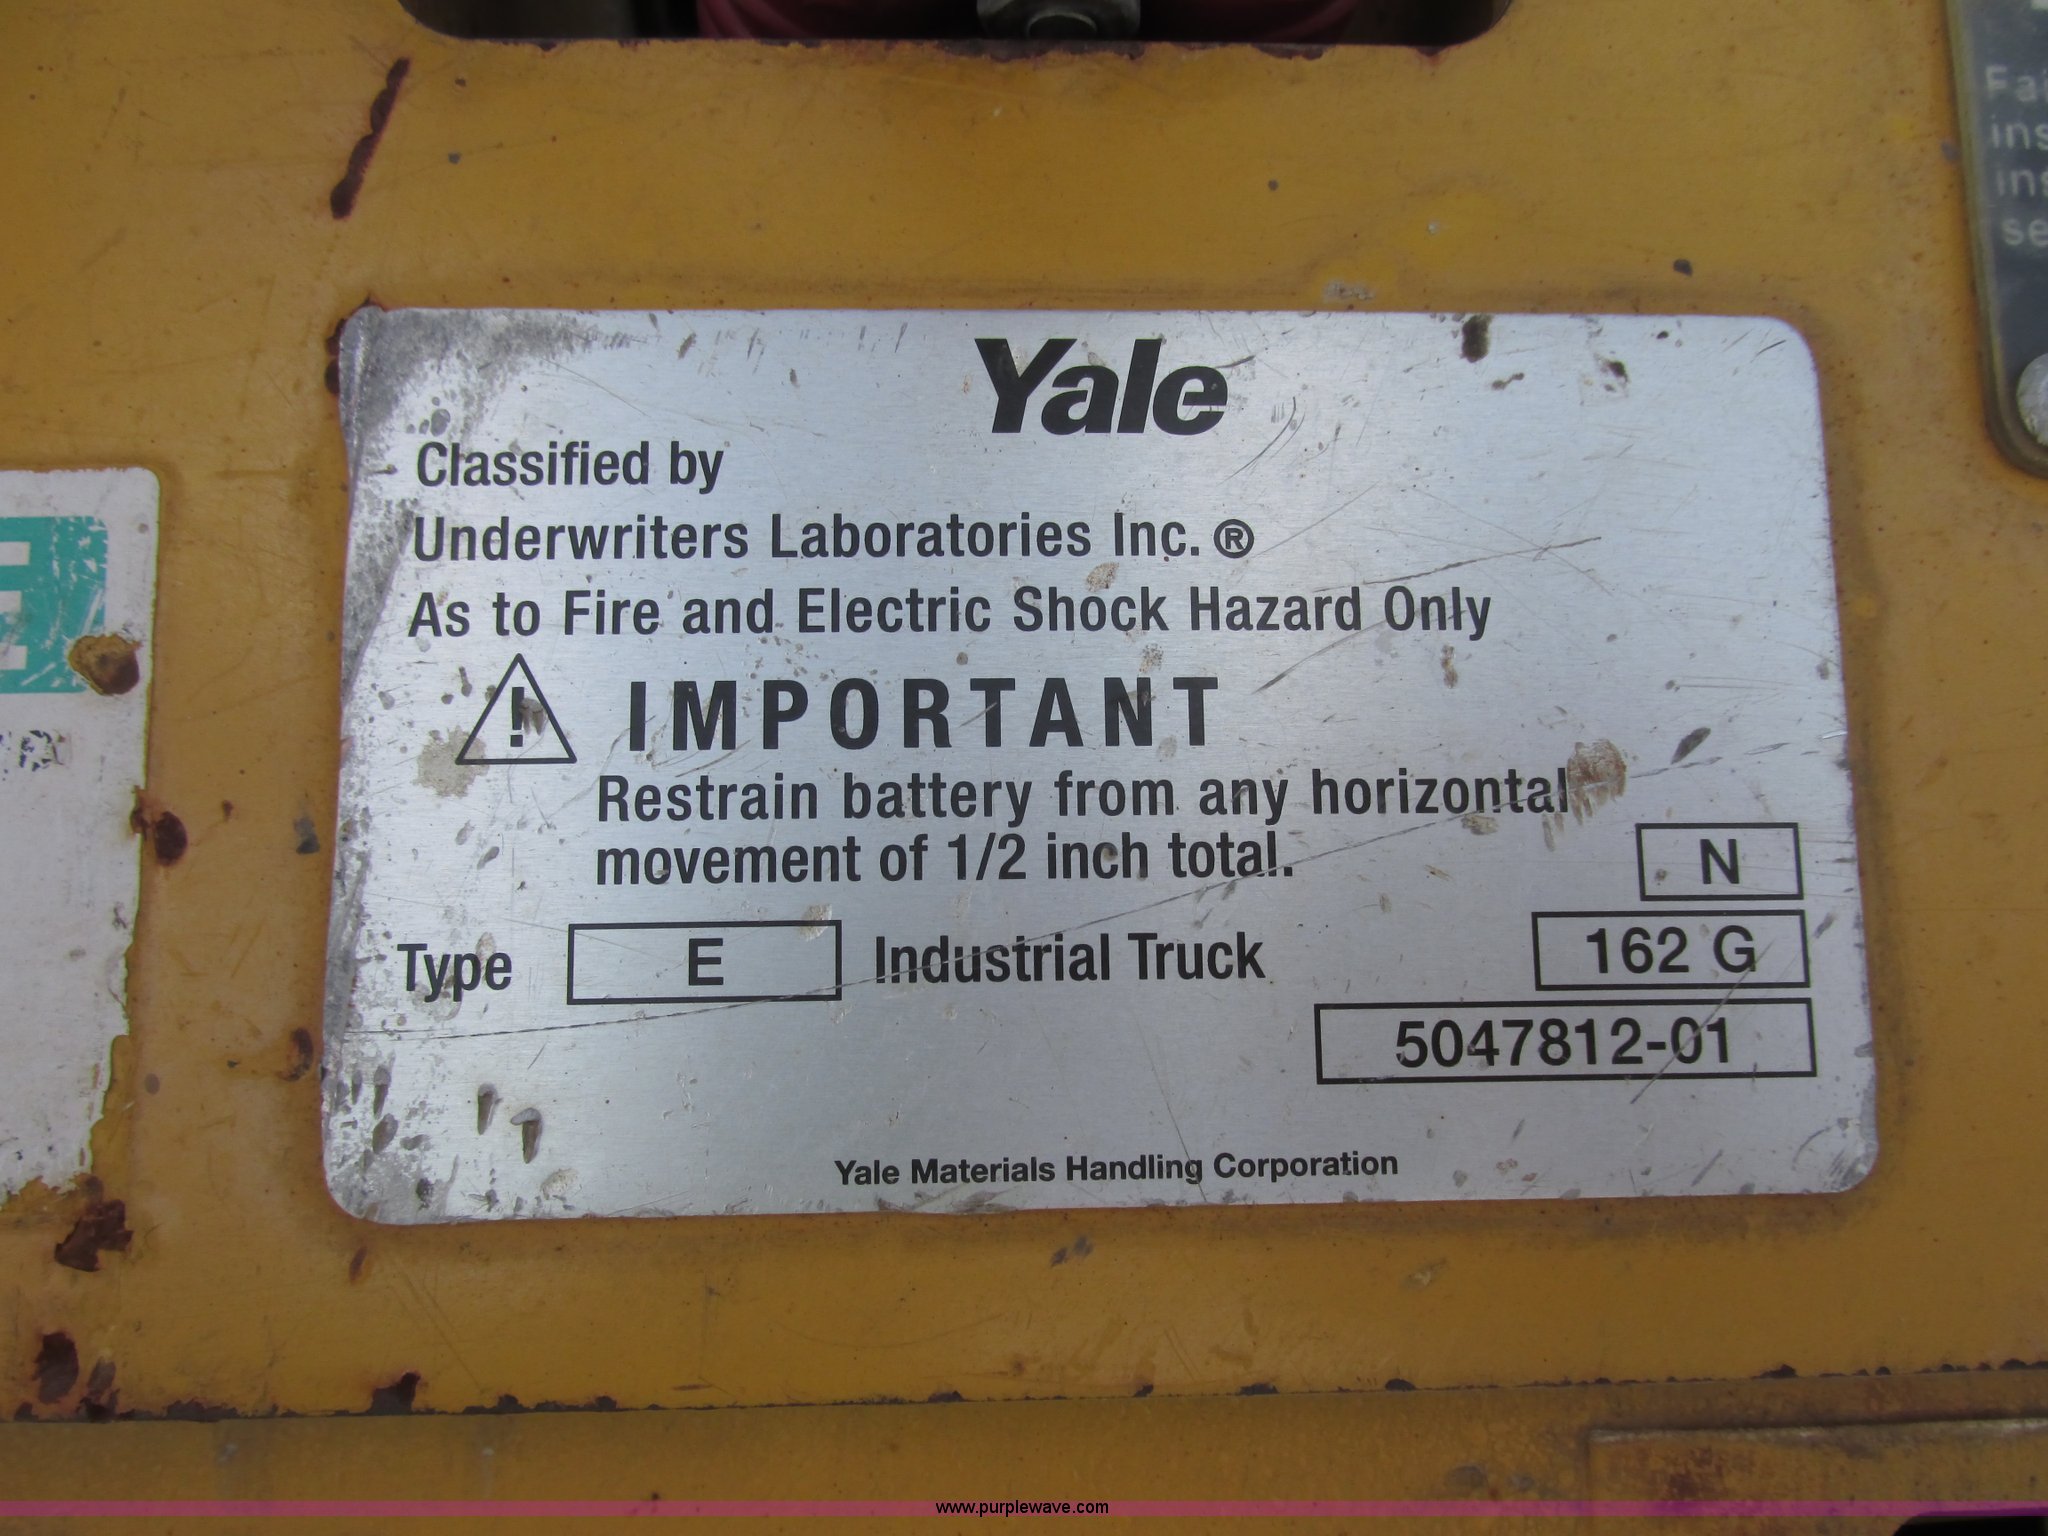 Yale
Classified by
Underwriters Laboratories Inc. ®
As to Fire and Electric Shock Hazard Only
! IMPORTANT
Restrain battery from any horizontal
movement of 1/2 inch total.
N
Type E Industrial Truck
162 G
5047812-01
Yale Materials Handling Corporation
www.purplewave.com